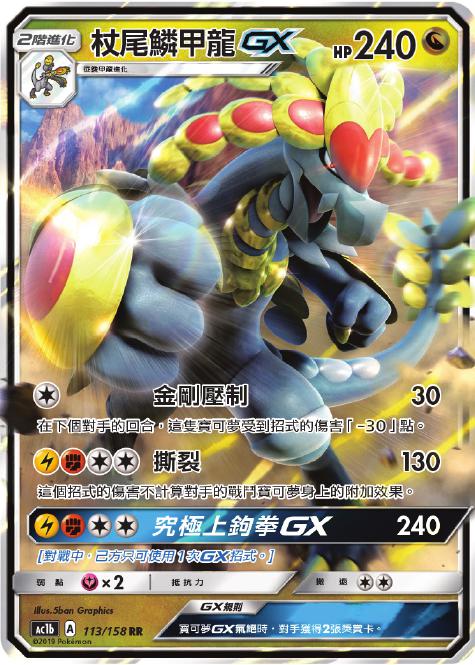 2階進化 杖尾鱗甲龍GX HP240
從鱗甲龍進化
金剛壓制 30
在下個對手的回合，這隻寶可夢受到招式的傷害「-30」點。
撕裂 130
這個招式的傷害不計算對手的戰鬥寶可夢身上的附加效果。
究極上鉤拳GX 240
[對戰中，己方只可使用1次GX招式。]
弱點 ×2 抵抗力 撤退
Illus.5ban Graphics
GX規則
AC1b A 113/158 RR
寶可夢GX氣絕時，對手獲得2張獎賞卡。
©2019 Pokémon